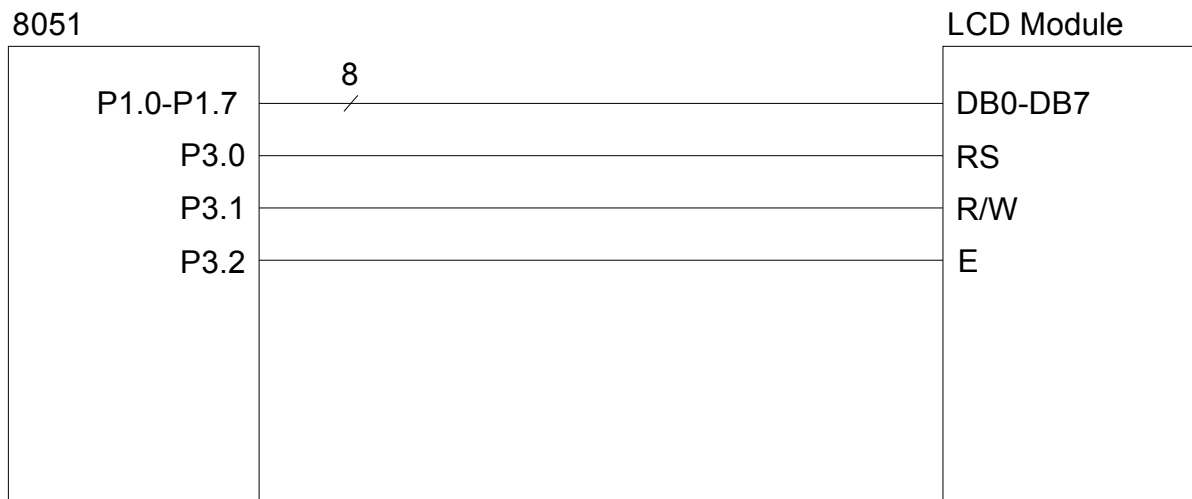 8051
LCD Module
8
P1.0-P1.7
DB0-DB7
P3.0
RS
P3.1
R/W
P3.2
E